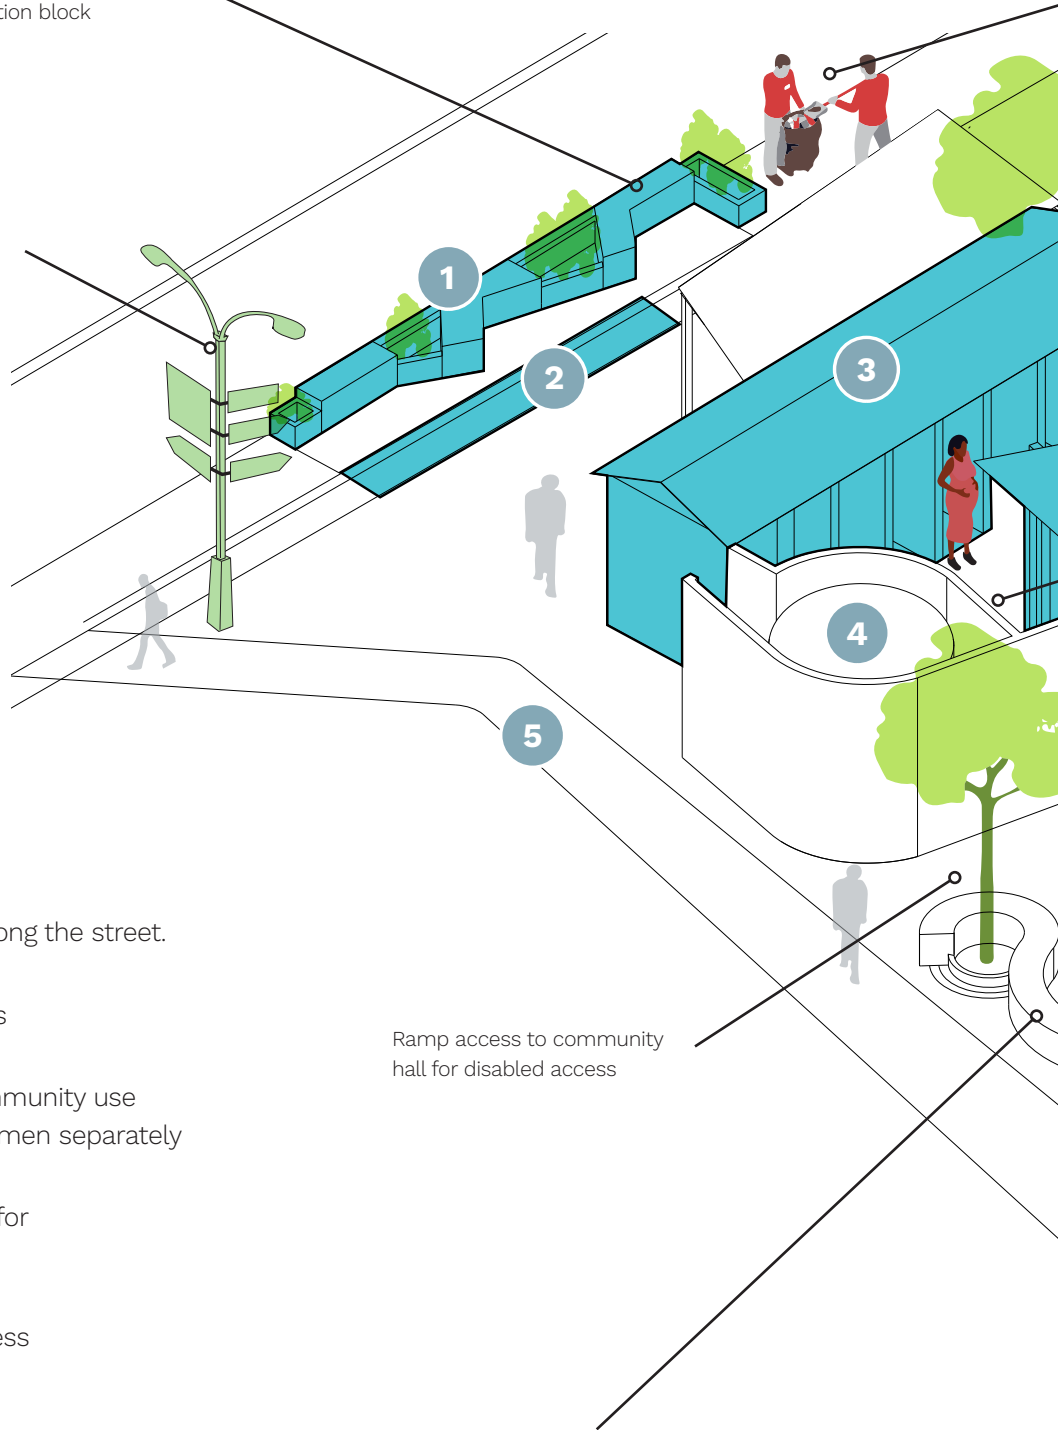 tion block
1
2
3
4
5
ong the street.
s
Ramp access to community
hall for disabled access
nmunity use
men separately
for
ess